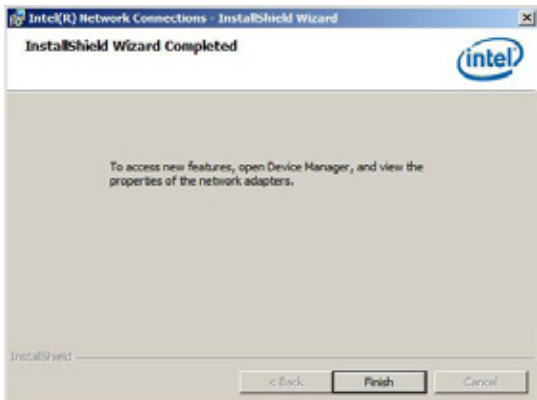 Intel(R) Network Connections - InstallShield Wizard
InstallShield Wizard Completed
intel
To access new features, open Device Manager, and view the
properties of the network adapters.
InstallShield
< Back
Finish
Cancel